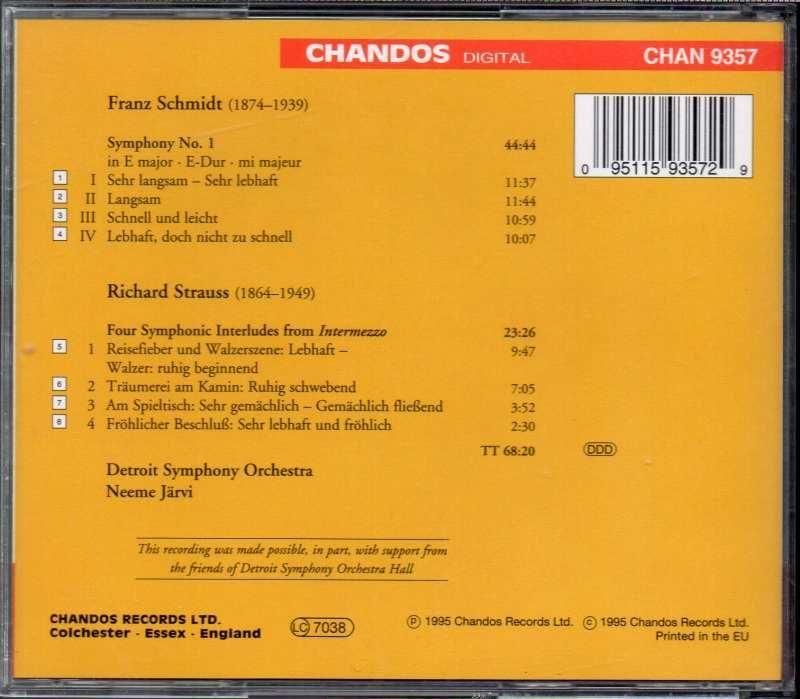 CHANDOS DIGITAL CHAN 9357
Franz Schmidt (1874–1939)
Symphony No. 1 44:44
in E major · E-Dur · mi majeur
1 I Sehr langsam – Sehr lebhaft 11:37
2 II Langsam 11:44
3 III Schnell und leicht 10:59
4 IV Lebhaft, doch nicht zu schnell 10:07
0 95115 93572 9
Richard Strauss (1864–1949)
Four Symphonic Interludes from Intermezzo 23:26
5 1 Reisefieber und Walzerszene: Lebhaft – 9:47
Walzer: ruhig beginnend
6 2 Träumerei am Kamin: Ruhig schwebend 7:05
7 3 Am Spieltisch: Sehr gemächlich – Gemächlich fließend 3:52
8 4 Fröhlicher Beschluß: Sehr lebhaft und fröhlich 2:30
TT 68:20 DDD
Detroit Symphony Orchestra
Neeme Järvi
This recording was made possible, in part, with support from
the friends of Detroit Symphony Orchestra Hall
CHANDOS RECORDS LTD.
Colchester · Essex · England
LC 7038
℗ 1995 Chandos Records Ltd. © 1995 Chandos Records Ltd.
Printed in the EU